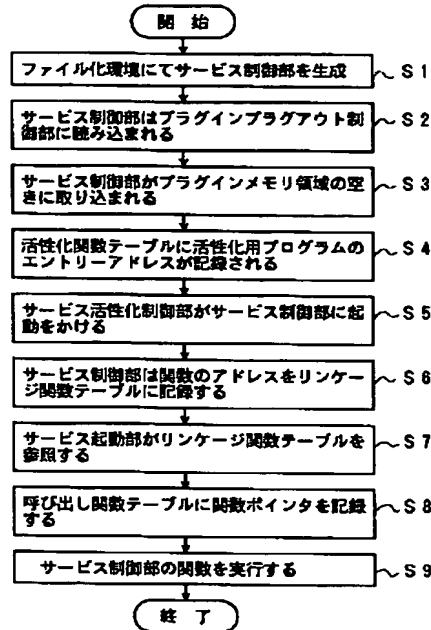 開 始
ファイル化環境にてサービス制御部を生成
S1
サービス制御部はプラグインプラグアウト制
御部に読み込まれる
S2
サービス制御部がプラグインメモリ領域の空
きに取り込まれる
S3
活性化関数テーブルに活性化用プログラムの
エントリーアドレスが記録される
S4
サービス活性化制御部がサービス制御部に起
動をかける
S5
サービス制御部は関数のアドレスをリンケー
ジ関数テーブルに記録する
S6
サービス起動部がリンケージ関数テーブルを
参照する
S7
呼び出し関数テーブルに関数ポインタを記録
する
S8
サービス制御部の関数を実行する
S9
終 了